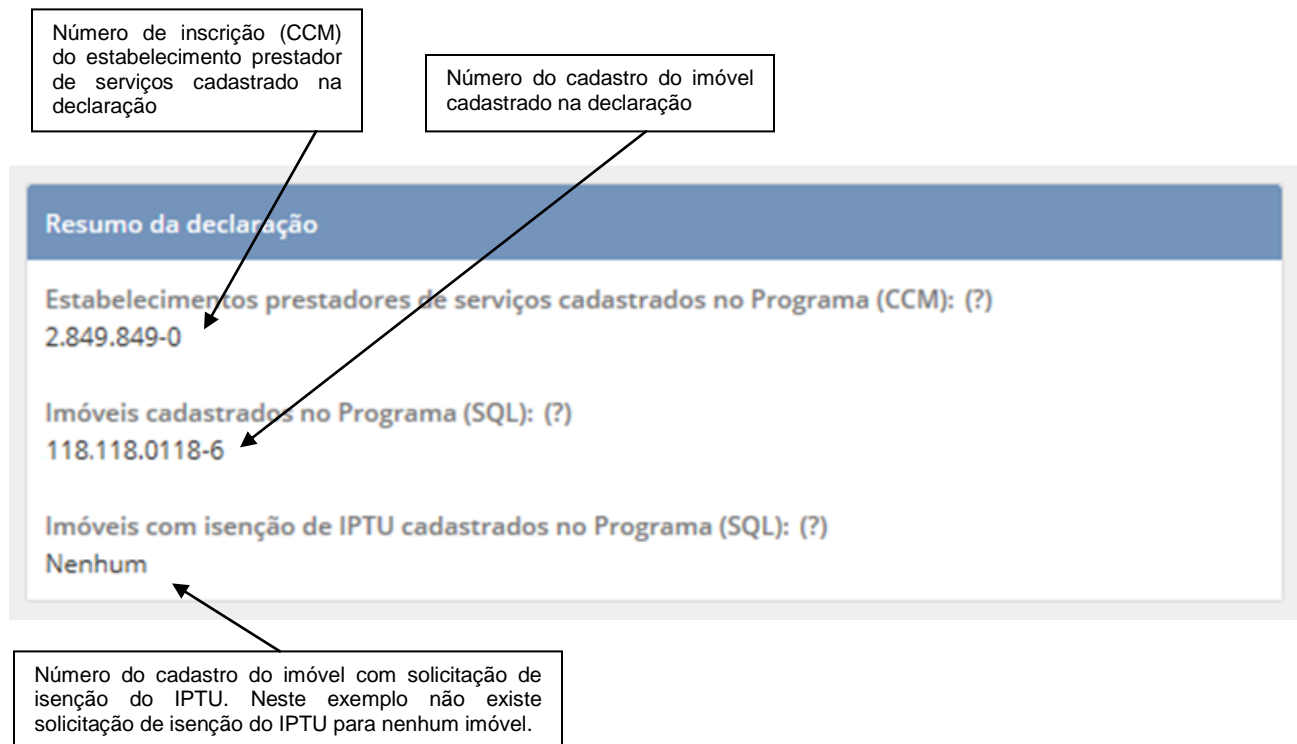 Número de inscrição (CCM)
do estabelecimento prestador
de serviços cadastrado na
declaração
Número do cadastro do imóvel
cadastrado na declaração
Resumo da declaração
Estabelecimentos prestadores de serviços cadastrados no Programa (CCM): (?)
2.849.849-0
Imóveis cadastrados no Programa (SQL): (?)
118.118.0118-6
Imóveis com isenção de IPTU cadastrados no Programa (SQL): (?)
Nenhum
Número do cadastro do imóvel com solicitação de
isenção do IPTU. Neste exemplo não existe
solicitação de isenção do IPTU para nenhum imóvel.